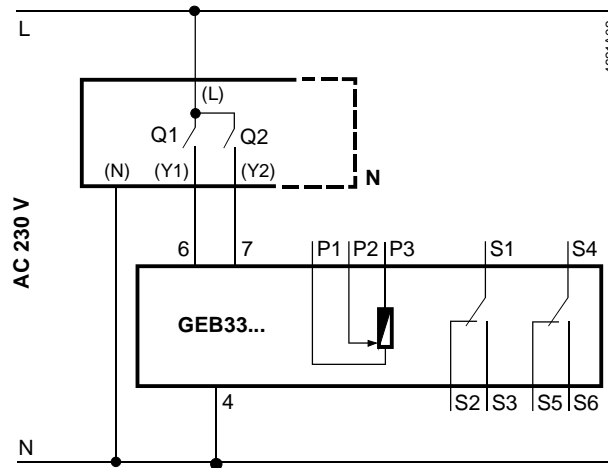 L
(L)
Q1 Q2
(N) (Y1) (Y2)
N
AC 230 V
6 7 P1 P2 P3 S1 S4
GEB33...
4 S2 S3 S5 S6
N